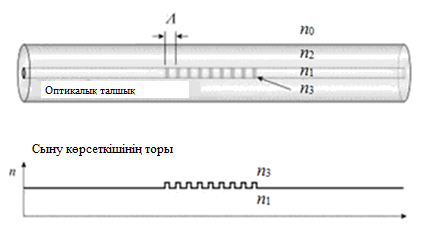 Λ
n0
n2
n1
n3
Оптикалық талшық
Сыну көрсеткішінің торы
n
n3
n1